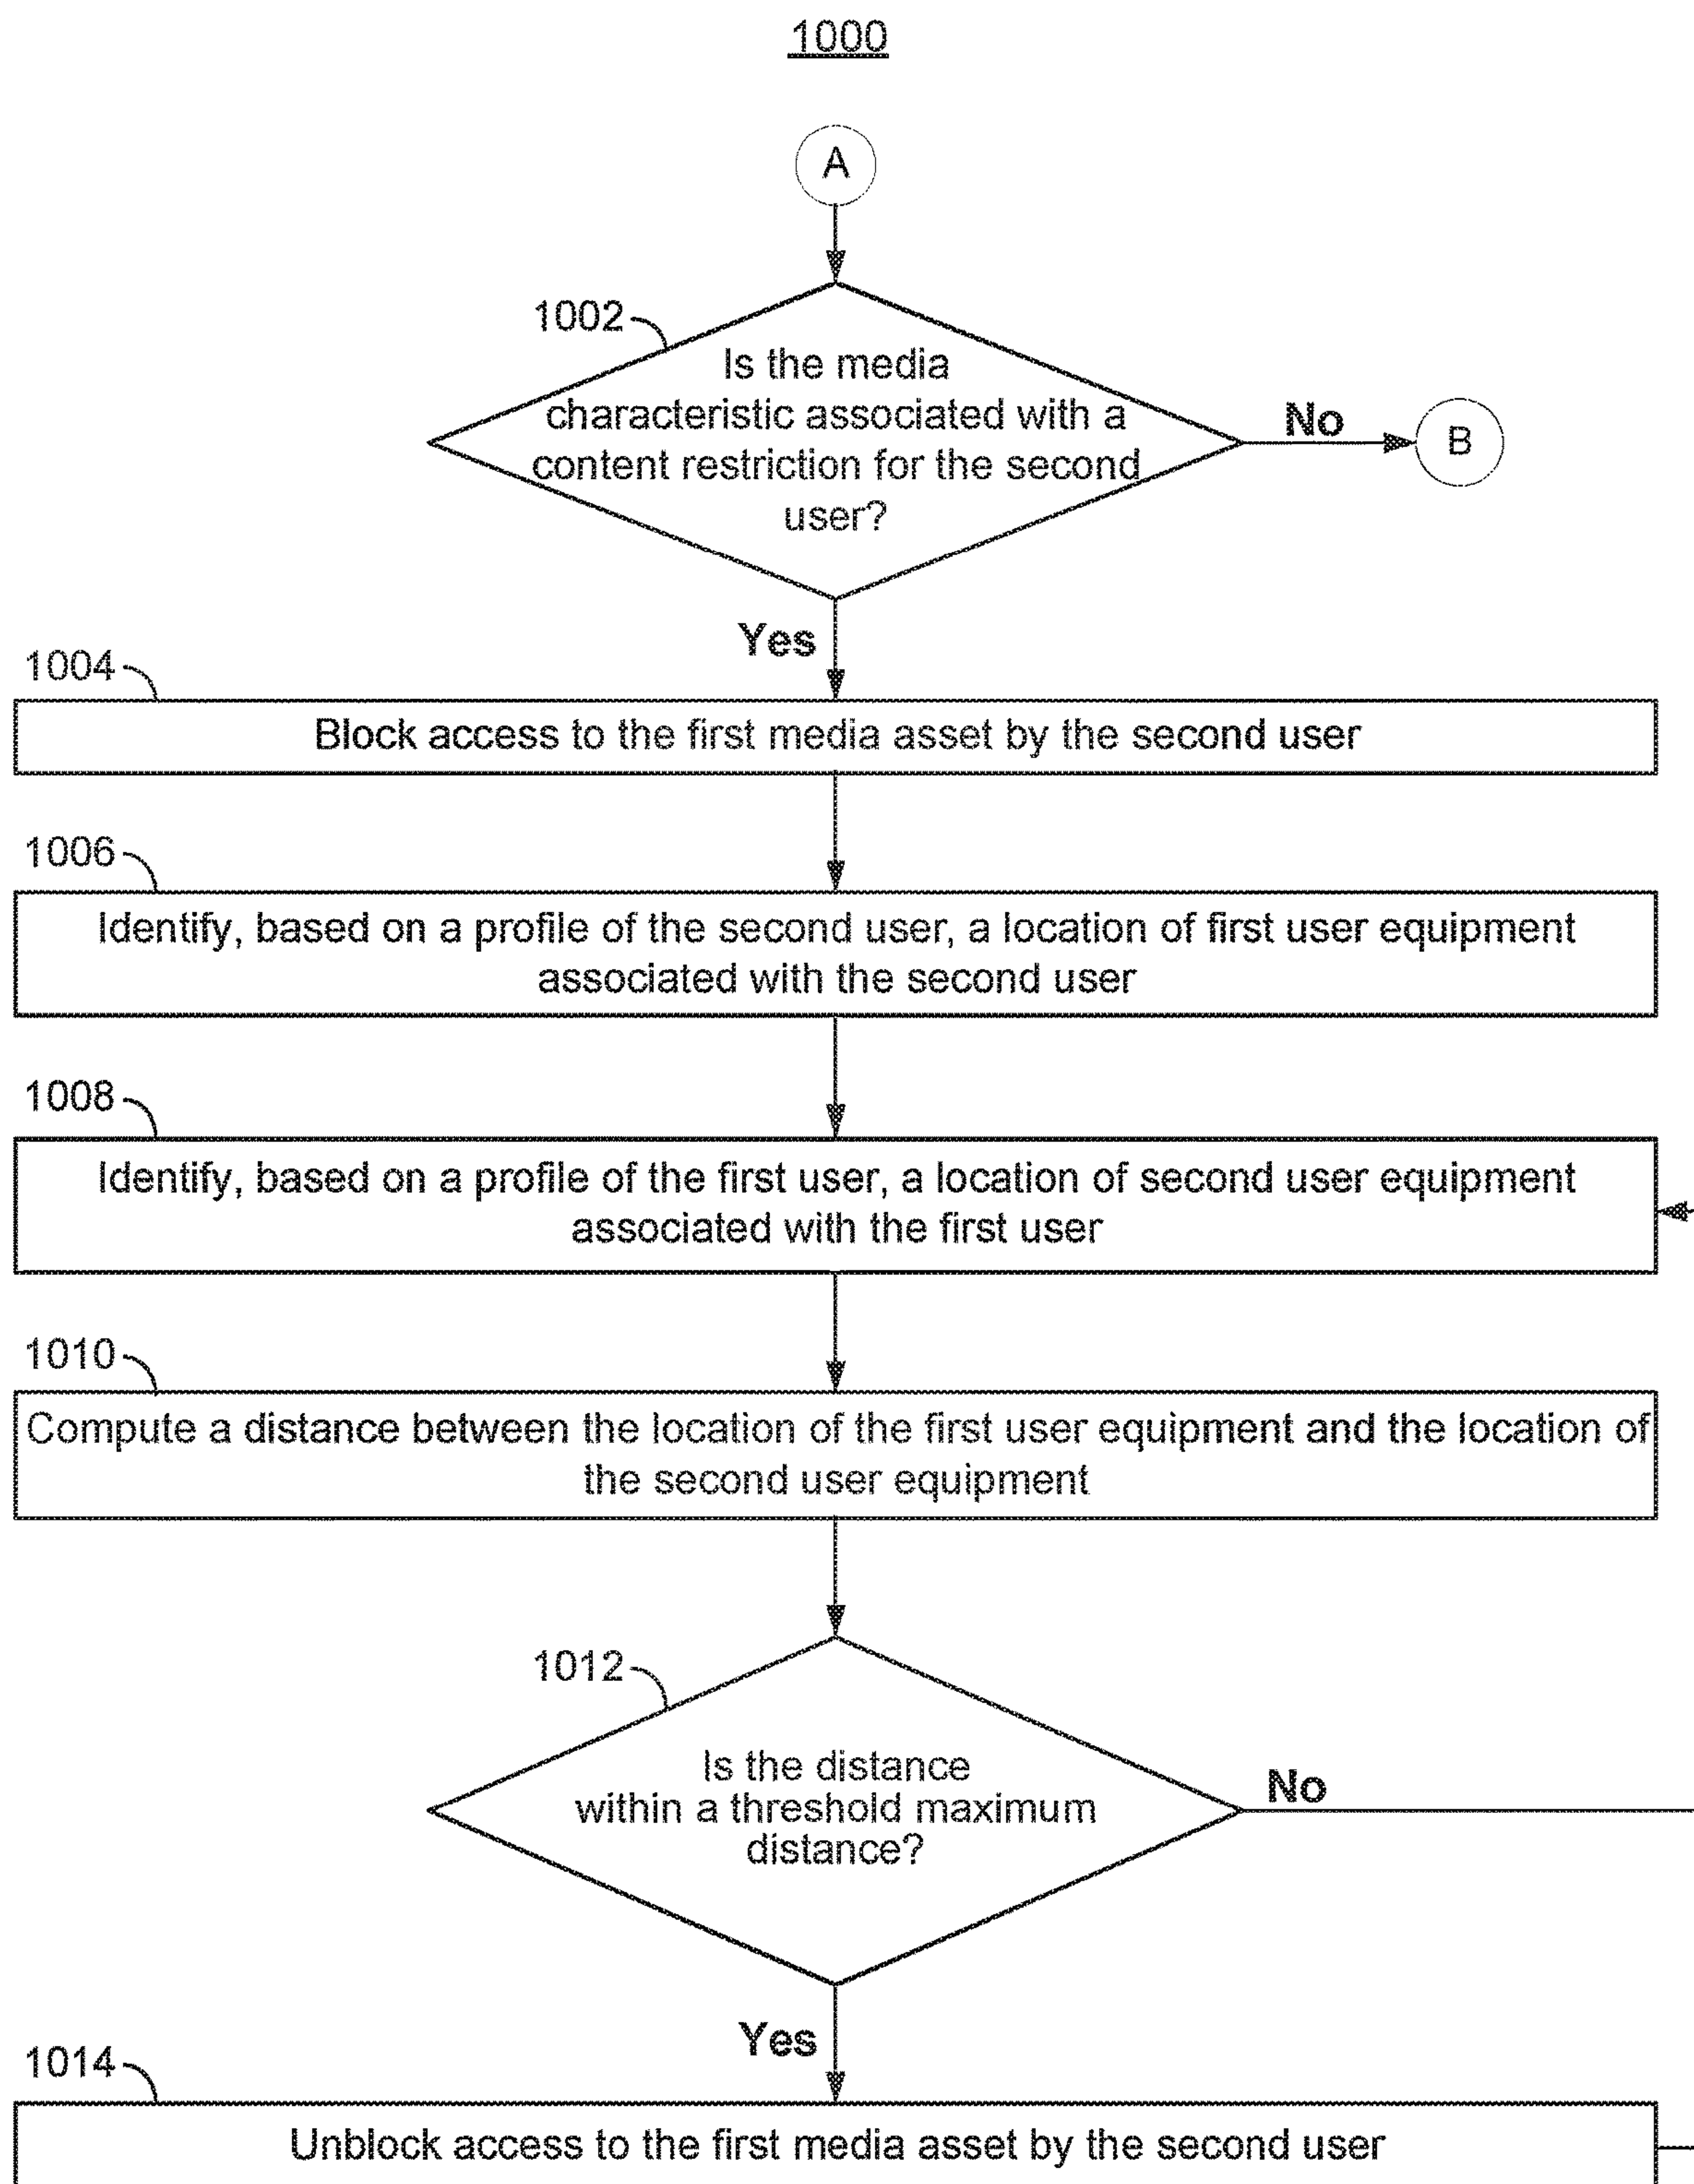 1000
A
1002
Is the media
characteristic associated with a
content restriction for the second
user?
No
B
Yes
1004
Block access to the first media asset by the second user
1006
Identify, based on a profile of the second user, a location of first user equipment
associated with the second user
1008
Identify, based on a profile of the first user, a location of second user equipment
associated with the first user
1010
Compute a distance between the location of the first user equipment and the location of
the second user equipment
1012
Is the distance
within a threshold maximum
distance?
No
Yes
1014
Unblock access to the first media asset by the second user